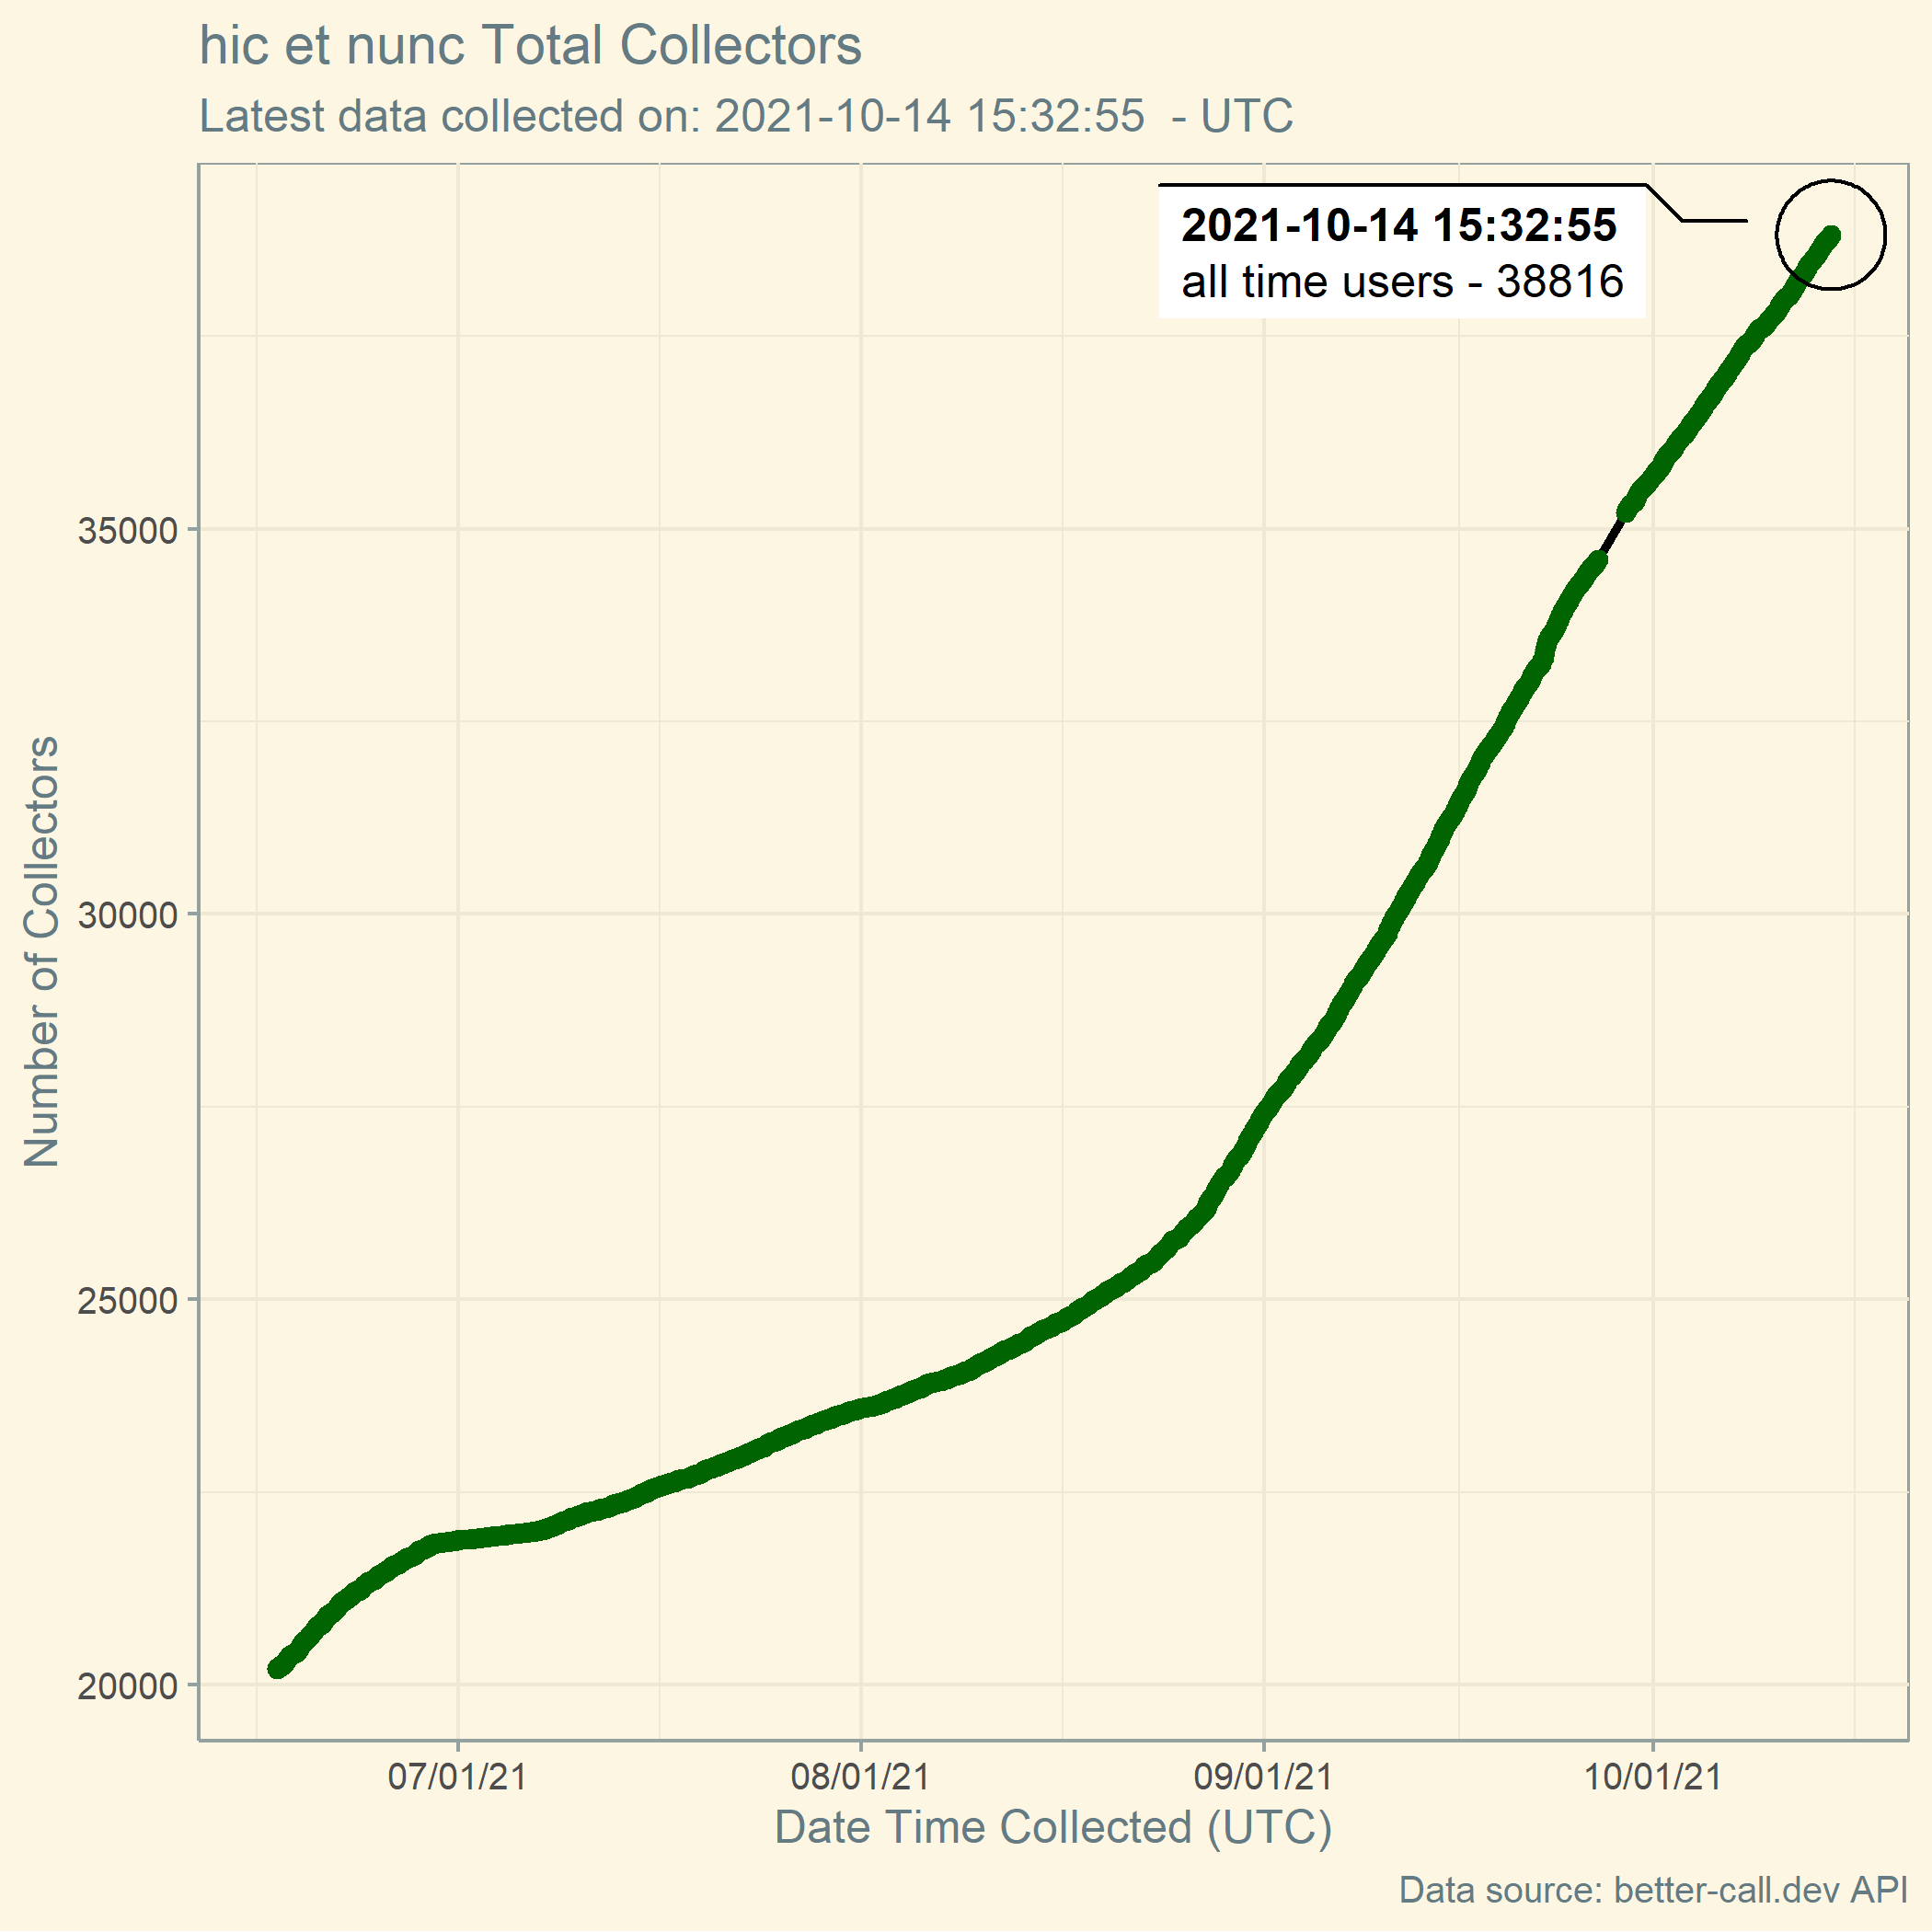 hic et nunc Total Collectors
Latest data collected on: 2021-10-14 15:32:55  - UTC
2021-10-14 15:32:55
all time users - 38816
Number of Collectors
35000
30000
25000
20000
07/01/21
08/01/21
09/01/21
10/01/21
Date Time Collected (UTC)
Data source: better-call.dev API